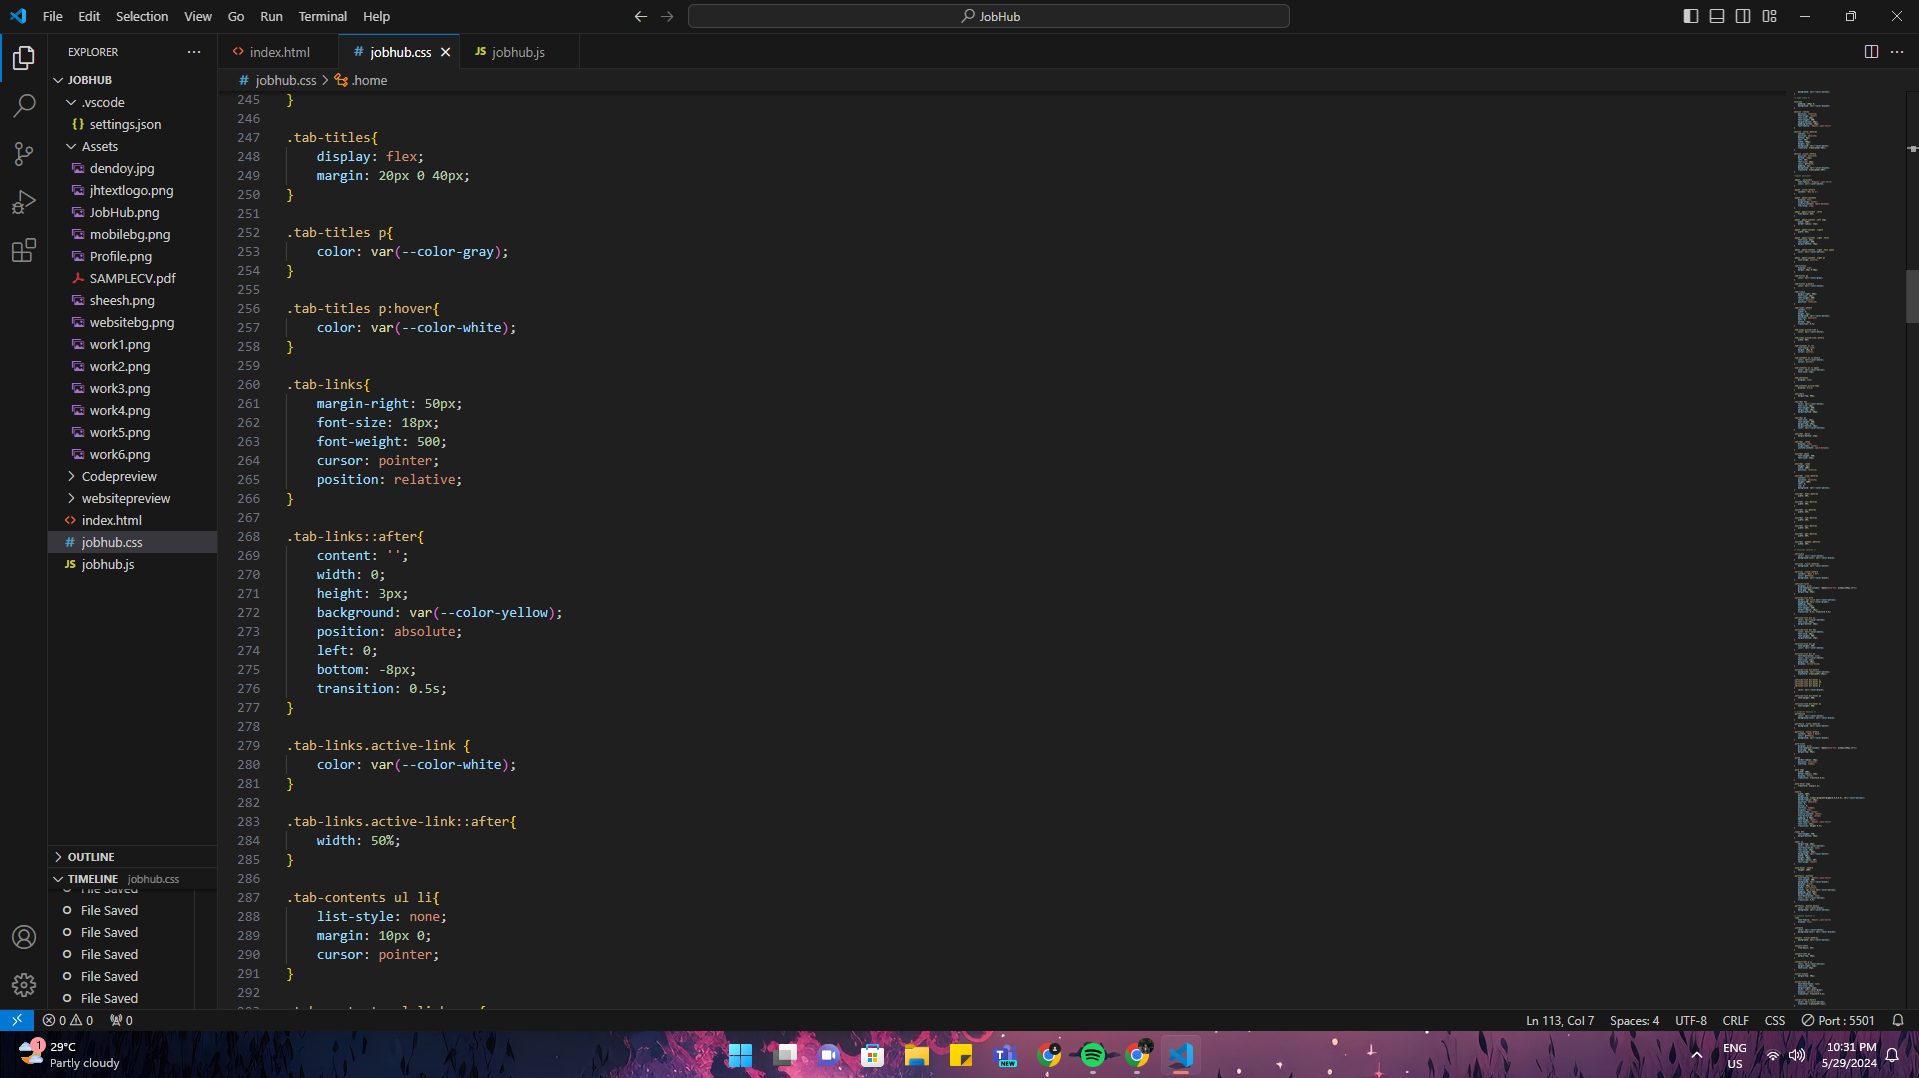 File Edit Selection View Go Run Terminal Help
JobHub
EXPLORER
index.html
# jobhub.css
JS jobhub.js
JOBHUB
# jobhub.css > .home
.vscode
{} settings.json
Assets
dendoy.jpg
jhtextlogo.png
JobHub.png
mobilebg.png
Profile.png
SAMPLECV.pdf
sheesh.png
websitebg.png
work1.png
work2.png
work3.png
work4.png
work5.png
work6.png
Codepreview
websitepreview
<> index.html
# jobhub.css
JS jobhub.js
OUTLINE
TIMELINE jobhub.css
File Saved
File Saved
File Saved
File Saved
File Saved
File Saved
245 }
246
247 .tab-titles{
248 display: flex;
249 margin: 20px 0 40px;
250 }
251
252 .tab-titles p{
253 color: var(--color-gray);
254 }
255
256 .tab-titles p:hover{
257 color: var(--color-white);
258 }
259
260 .tab-links{
261 margin-right: 50px;
262 font-size: 18px;
263 font-weight: 500;
264 cursor: pointer;
265 position: relative;
266 }
267
268 .tab-links::after{
269 content: '';
270 width: 0;
271 height: 3px;
272 background: var(--color-yellow);
273 position: absolute;
274 left: 0;
275 bottom: -8px;
276 transition: 0.5s;
277 }
278
279 .tab-links.active-link {
280 color: var(--color-white);
281 }
282
283 .tab-links.active-link::after{
284 width: 50%;
285 }
286
287 .tab-contents ul li{
288 list-style: none;
289 margin: 10px 0;
290 cursor: pointer;
291 }
292
0 0 0
Ln 113, Col 7 Spaces: 4 UTF-8 CRLF CSS Port : 5501
1
29°C
Partly cloudy
NEW
ENG
US
10:31 PM
5/29/2024